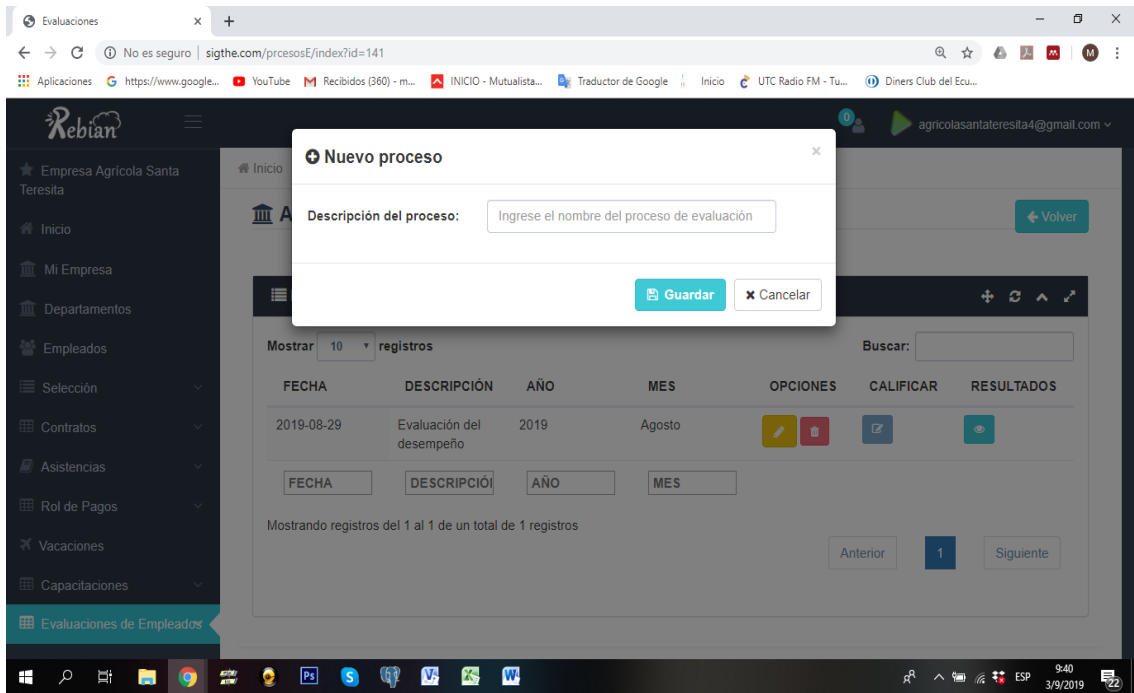 Evaluaciones
No es seguro | sigthe.com/prcesosE/index?id=141
Aplicaciones https://www.google... YouTube Recibidos (360) - m... INICIO - Mutualista... Traductor de Google Inicio UTC Radio FM - Tu... Diners Club del Ecu...
Rebian
0
agricolasantateresita4@gmail.com
Empresa Agrícola Santa
Teresita
Inicio
Mi Empresa
Departamentos
Empleados
Selección
Contratos
Asistencias
Rol de Pagos
Vacaciones
Capacitaciones
Evaluaciones de Empleados
Inicio
A
Volver
Nuevo proceso
Descripción del proceso: Ingrese el nombre del proceso de evaluación
Guardar Cancelar
Mostrar 10 registros Buscar:
FECHA DESCRIPCIÓN AÑO MES OPCIONES CALIFICAR RESULTADOS
2019-08-29 Evaluación del desempeño 2019 Agosto
FECHA DESCRIPCIÓI AÑO MES
Mostrando registros del 1 al 1 de un total de 1 registros
Anterior 1 Siguiente
ESP
9:40
3/9/2019
22